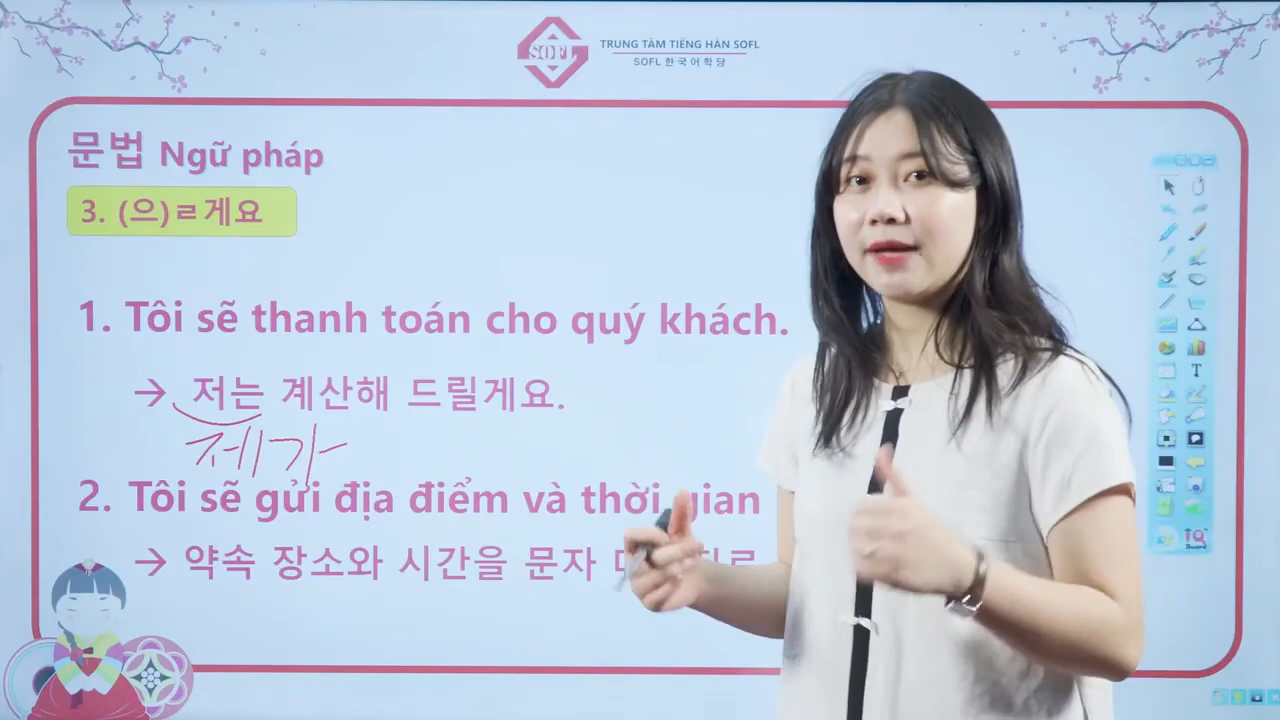 SOFL
TRUNG TÂM TIẾNG HÀN SOFL
SOFL 한국어학당
문법 Ngữ pháp
3. (으)ㄹ게요
1. Tôi sẽ thanh toán cho quý khách.
→ 저는 계산해 드릴게요.
제가
2. Tôi sẽ gửi địa điểm và thời gian
→ 약속 장소와 시간을 문자
T
iQ
Board